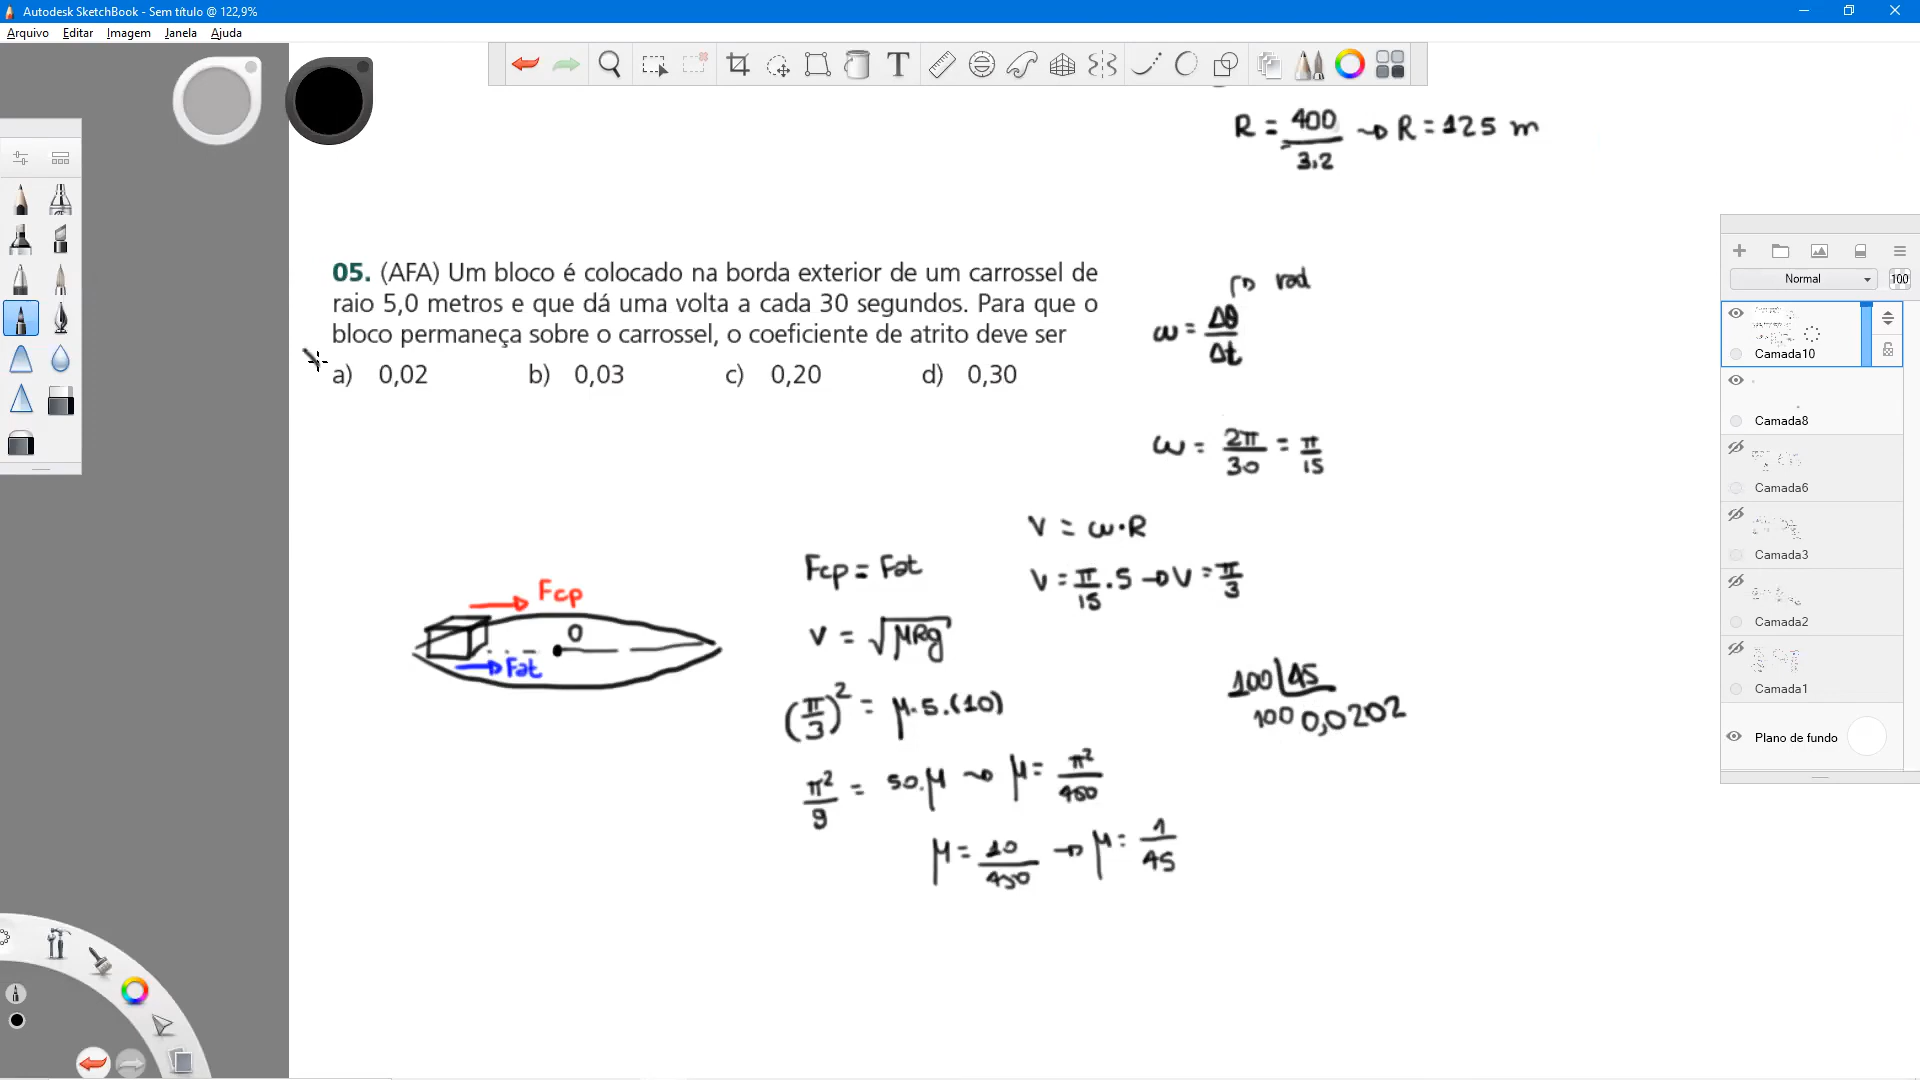 Autodesk SketchBook - Sem título @ 122,9%
Arquivo Editar Imagem Janela Ajuda
R = 400/3,2 → R = 125 m
05. (AFA) Um bloco é colocado na borda exterior de um carrossel de
raio 5,0 metros e que dá uma volta a cada 30 segundos. Para que o
bloco permaneça sobre o carrossel, o coeficiente de atrito deve ser
a) 0,02 b) 0,03 c) 0,20 d) 0,30
→ rad
ω = Δθ/Δt
ω = 2π/30 = π/15
V = ω·R
V = π/15 . 5 → V = π/3
Fcp = Fat
V = √μRg
(π/3)² = μ.5.(10)
π²/9 = 50.μ → μ = π²/450
μ = 10/450 → μ = 1/45
Fcp
O
Fat
100 45
100 0,0202
Normal 100
Camada10
Camada8
Camada6
Camada3
Camada2
Camada1
Plano de fundo